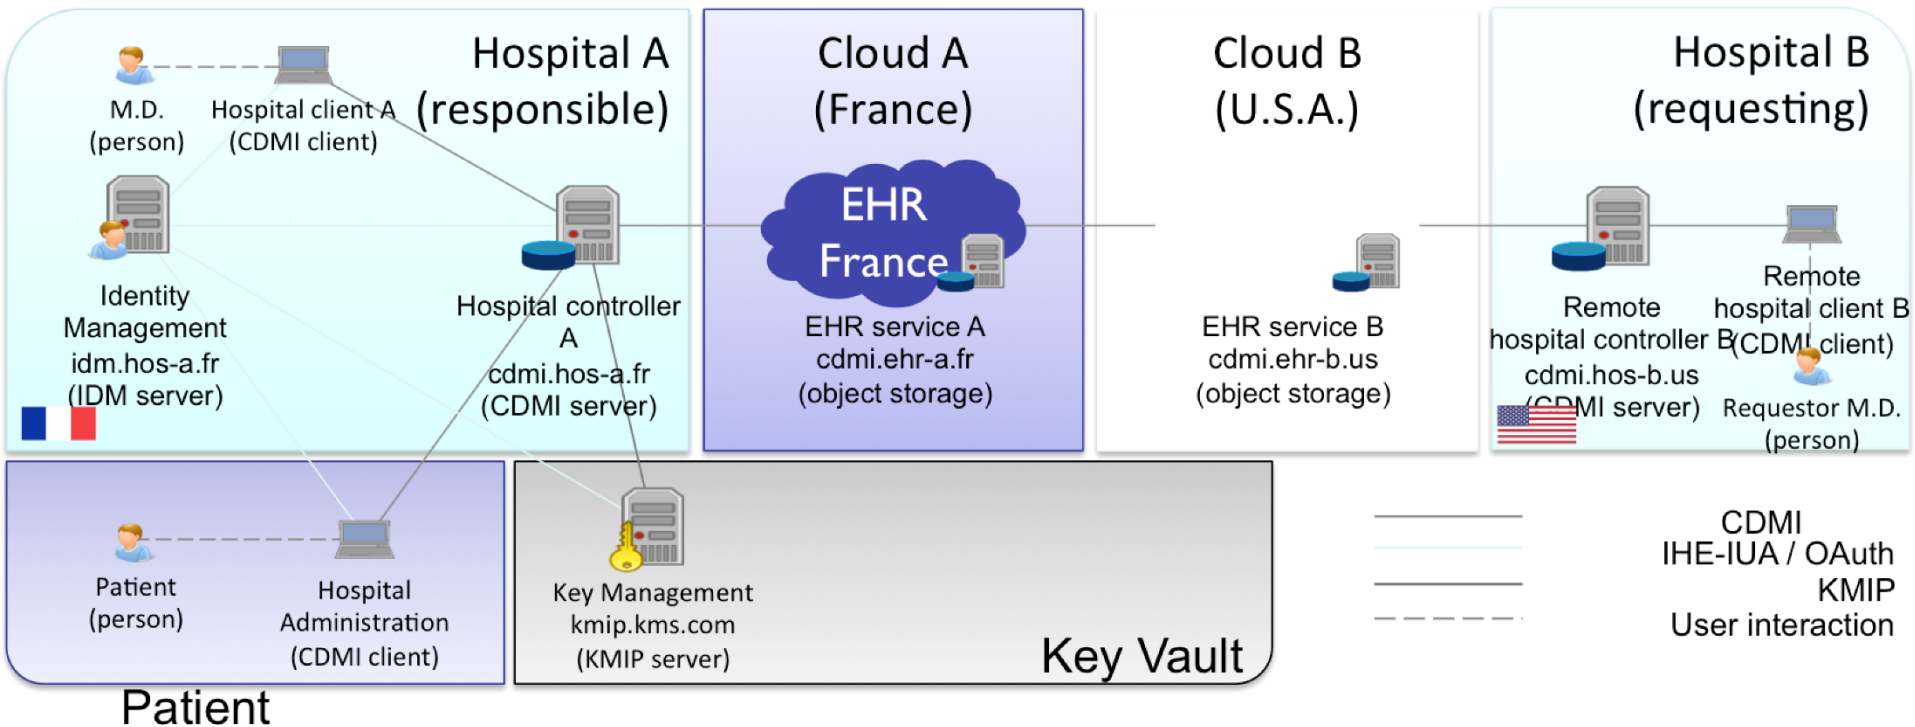 Hospital A
(responsible)
M.D.
(person)
Hospital client A
(CDMI client)
Identity
Management
idm.hos-a.fr
(IDM server)
Hospital controller
A
cdmi.hos-a.fr
(CDMI server)
Cloud A
(France)
EHR
France
EHR service A
cdmi.ehr-a.fr
(object storage)
Cloud B
(U.S.A.)
EHR service B
cdmi.ehr-b.us
(object storage)
Hospital B
(requesting)
Remote
hospital controller B
cdmi.hos-b.us
(CDMI server)
Remote
hospital client B
(CDMI client)
Requestor M.D.
(person)
Patient
(person)
Hospital
Administration
(CDMI client)
Patient
Key Management
kmip.kms.com
(KMIP server)
Key Vault
CDMI
IHE-IUA / OAuth
KMIP
User interaction